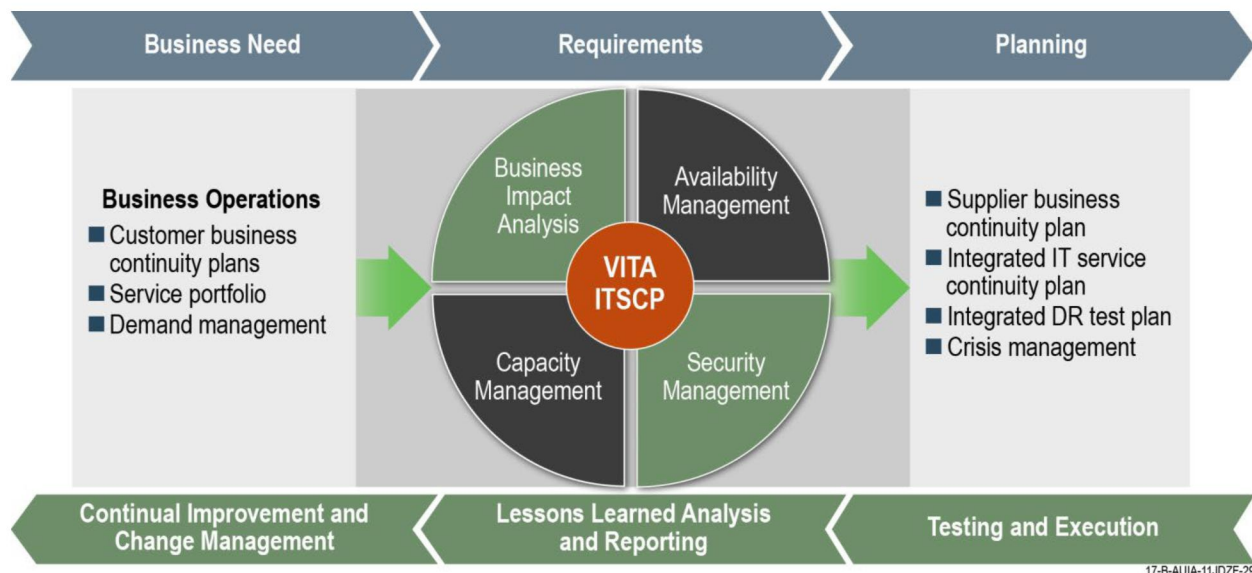 Business Need
Requirements
Planning
Business Operations
Customer business
continuity plans
Service portfolio
Demand management
Business
Impact
Analysis
Availability
Management
VITA
ITSCP
Capacity
Management
Security
Management
Supplier business
continuity plan
Integrated IT service
continuity plan
Integrated DR test plan
Crisis management
Continual Improvement and
Change Management
Lessons Learned Analysis
and Reporting
Testing and Execution